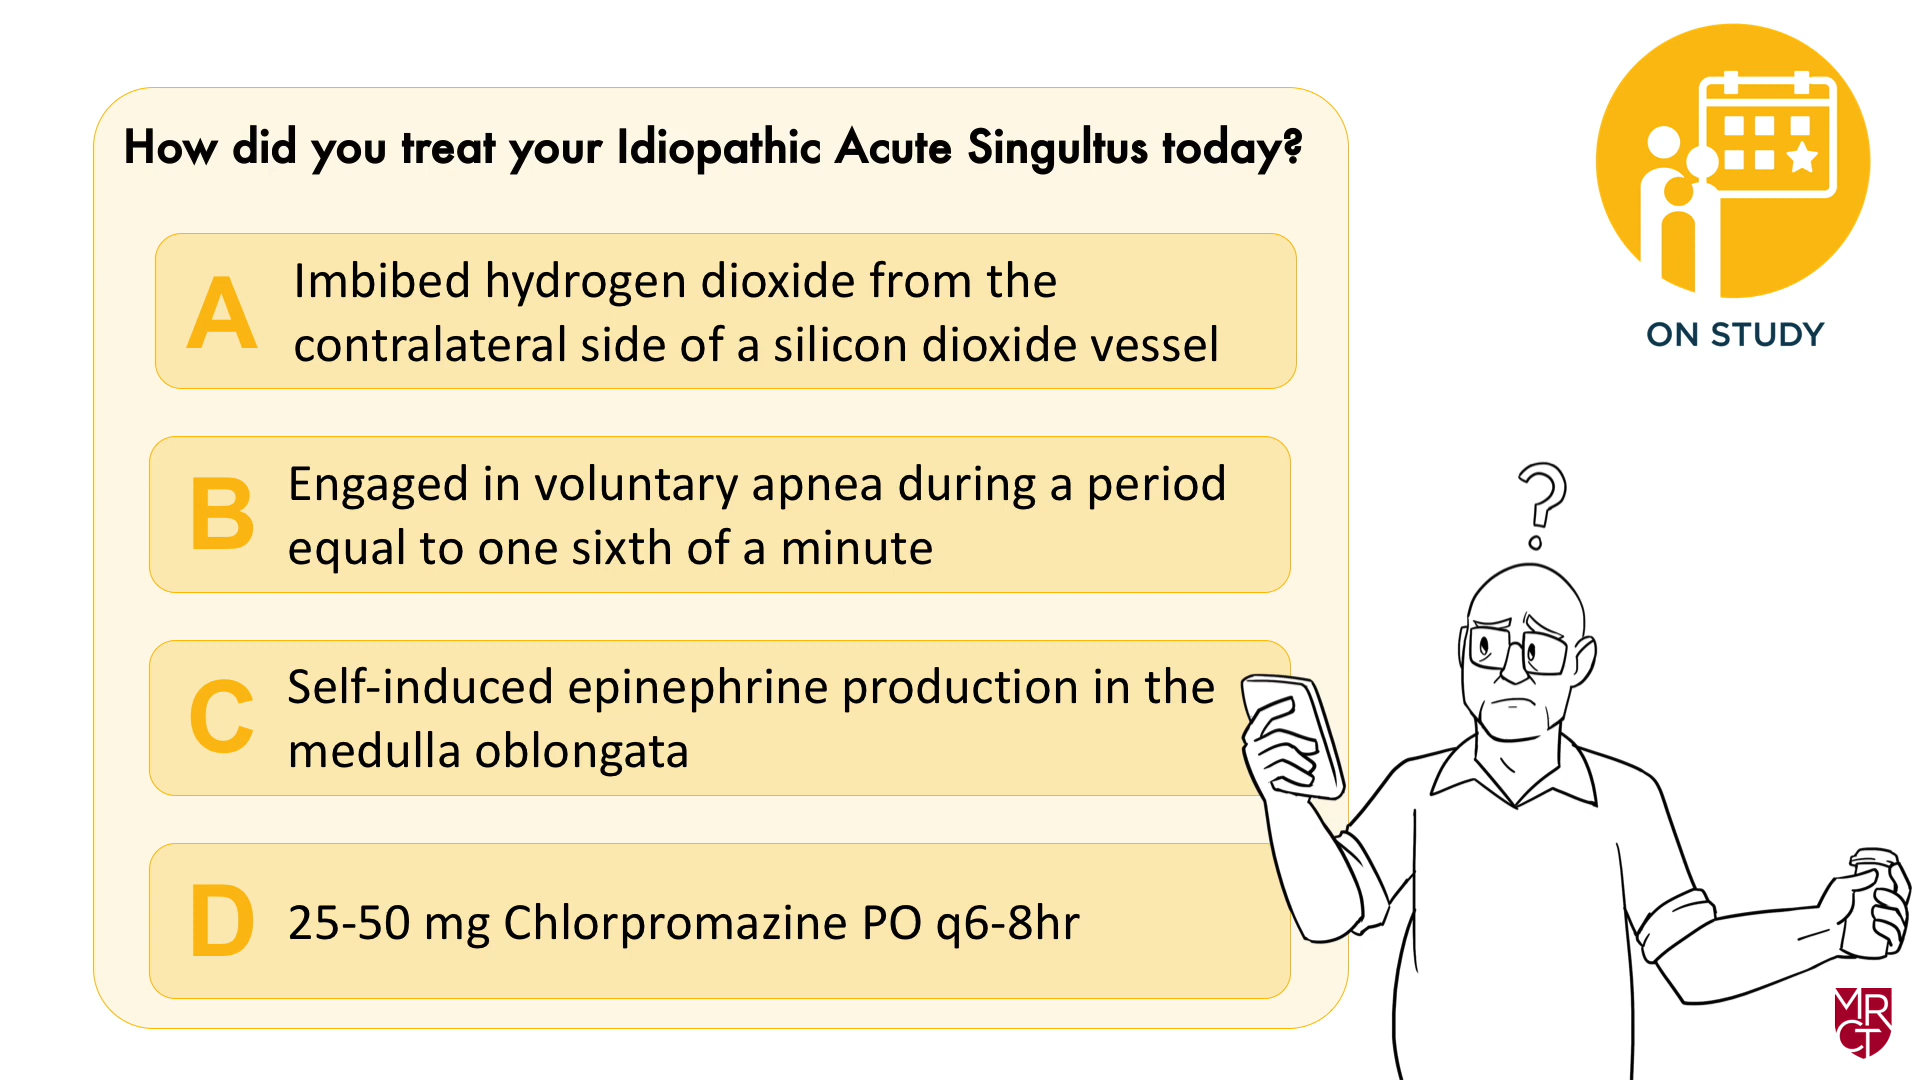 How did you treat your Idiopathic Acute Singultus today?
A
Imbibed hydrogen dioxide from the
contralateral side of a silicon dioxide vessel
B
Engaged in voluntary apnea during a period
equal to one sixth of a minute
C
Self-induced epinephrine production in the
medulla oblongata
D
25-50 mg Chlorpromazine PO q6-8hr
ON STUDY
?
MR
CT